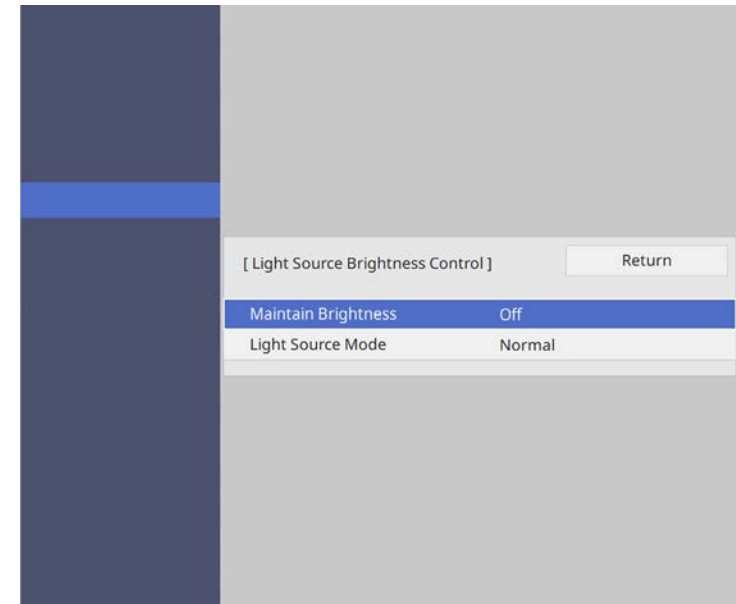 [ Light Source Brightness Control ] Return
Maintain Brightness Off
Light Source Mode Normal